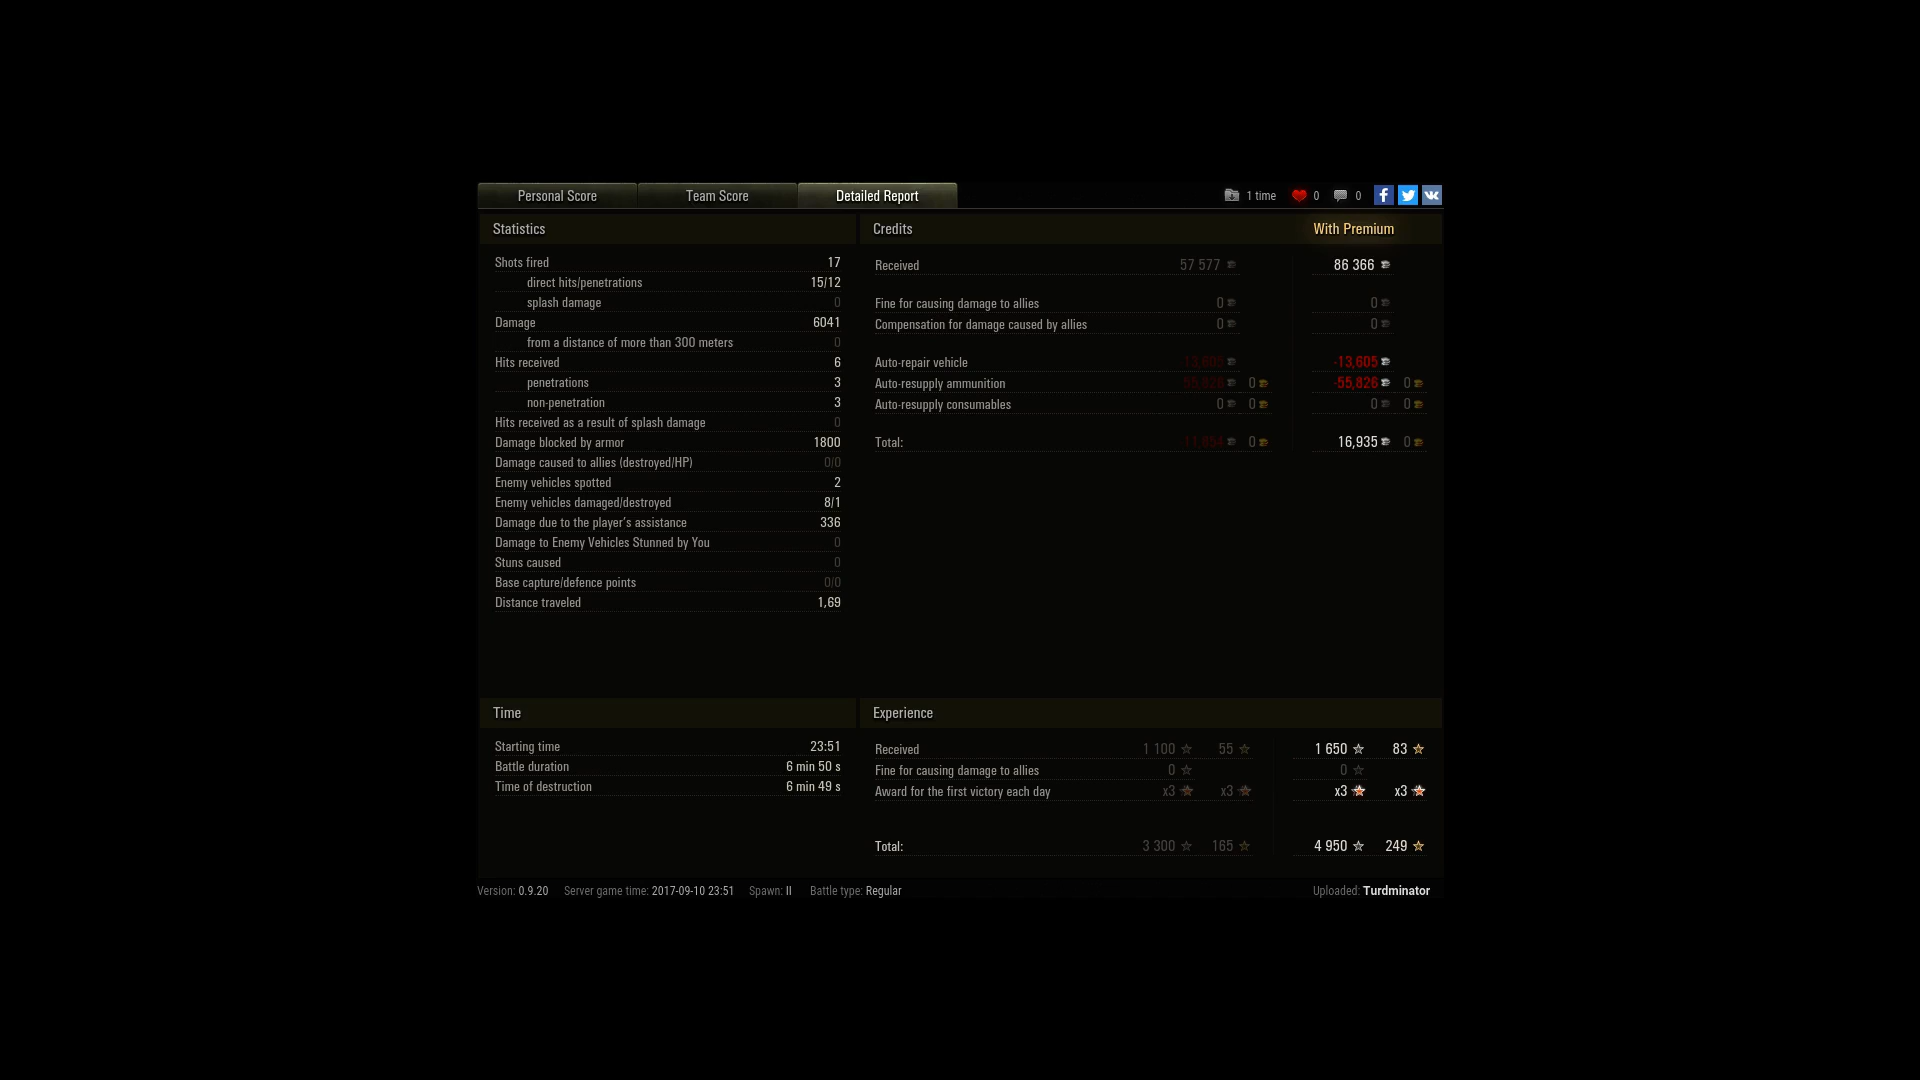 Personal Score Team Score Detailed Report 1 time 0 0
Statistics
Shots fired 17
direct hits/penetrations 15/12
splash damage 0
Damage 6041
from a distance of more than 300 meters 0
Hits received 6
penetrations 3
non-penetration 3
Hits received as a result of splash damage 0
Damage blocked by armor 1800
Damage caused to allies (destroyed/HP) 0/0
Enemy vehicles spotted 2
Enemy vehicles damaged/destroyed 8/1
Damage due to the player's assistance 336
Damage to Enemy Vehicles Stunned by You 0
Stuns caused 0
Base capture/defence points 0/0
Distance traveled 1,69
Credits With Premium
Received 57 577 86 366
Fine for causing damage to allies 0 0
Compensation for damage caused by allies 0 0
Auto-repair vehicle -13,605 -13,605
Auto-resupply ammunition -55,826 0 -55,826 0
Auto-resupply consumables 0 0 0 0
Total: 0 16,935 0
Time
Starting time 23:51
Battle duration 6 min 50 s
Time of destruction 6 min 49 s
Experience
Received 1 100 55 1 650 83
Fine for causing damage to allies 0 0
Award for the first victory each day x3 x3 x3 x3
Total: 3 300 165 4 950 249
Version: 0.9.20 Server game time: 2017-09-10 23:51 Spawn: II Battle type: Regular Uploaded: Turdminator